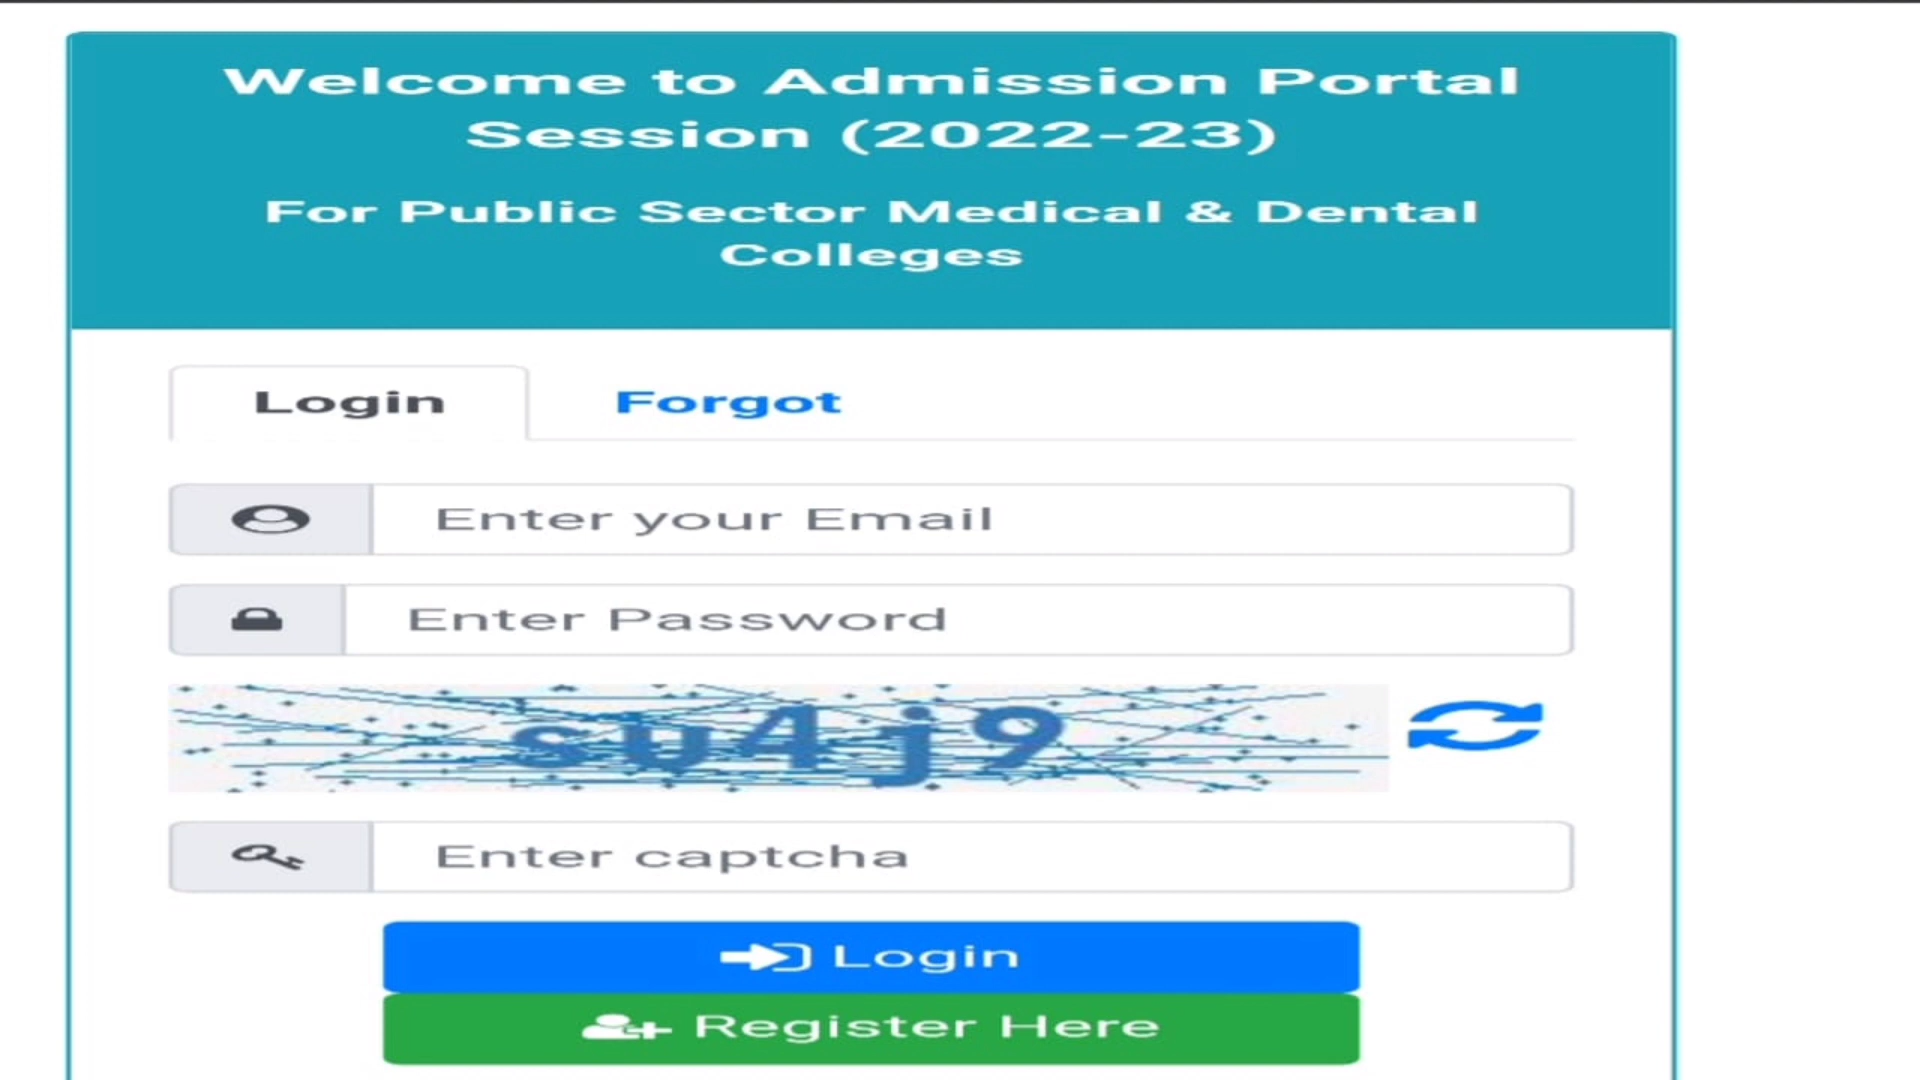 Welcome to Admission Portal
Session (2022-23)
For Public Sector Medical & Dental
Colleges
Login
Forgot
Enter your Email
Enter Password
su4j9
Enter captcha
Login
Register Here